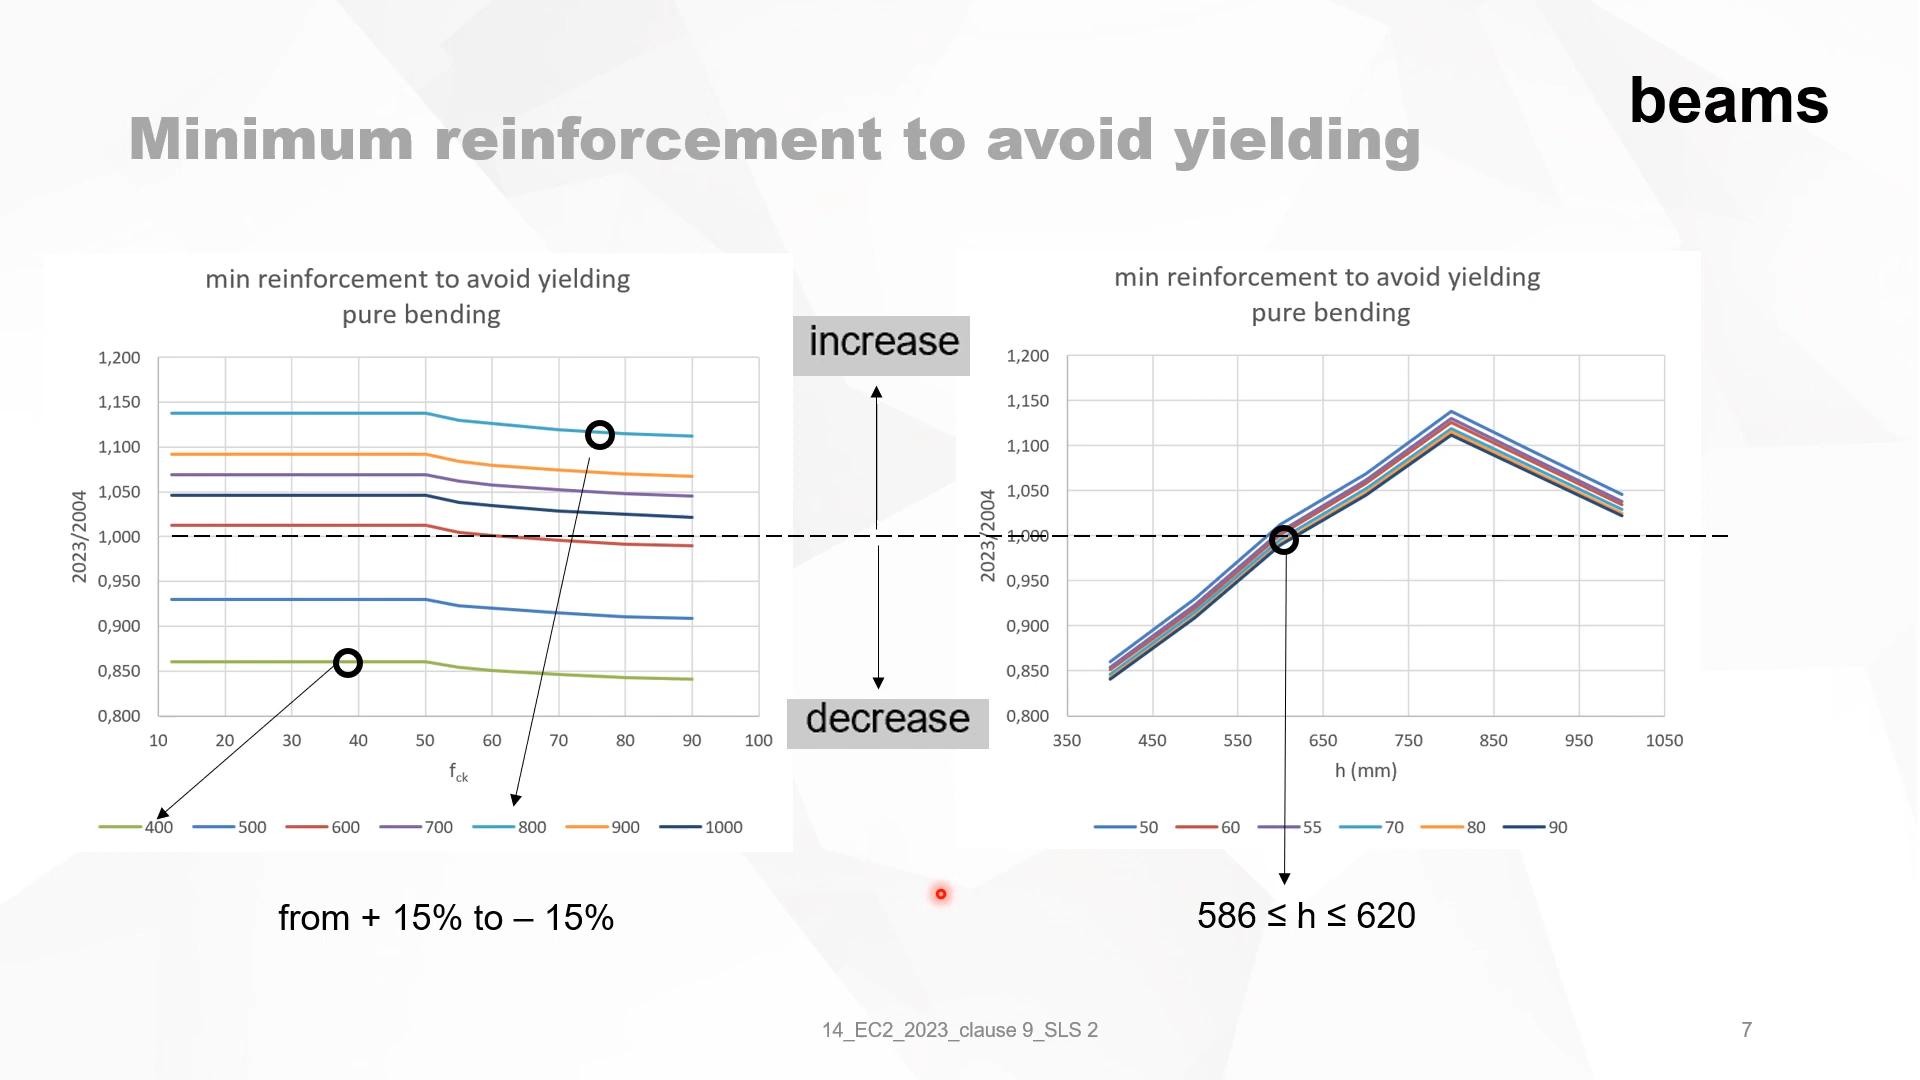 beams
Minimum reinforcement to avoid yielding
min reinforcement to avoid yielding
pure bending
1,200
1,150
1,100
1,050
1,000
0,950
0,900
0,850
0,800
2023/2004
10 20 30 40 50 60 70 80 90 100
fck
400 500 600 700 800 900 1000
from + 15% to – 15%
increase
decrease
min reinforcement to avoid yielding
pure bending
1,200
1,150
1,100
1,050
1,000
0,950
0,900
0,850
0,800
2023/2004
350 450 550 650 750 850 950 1050
h (mm)
50 60 55 70 80 90
586 ≤ h ≤ 620
14_EC2_2023_clause 9_SLS 2
7